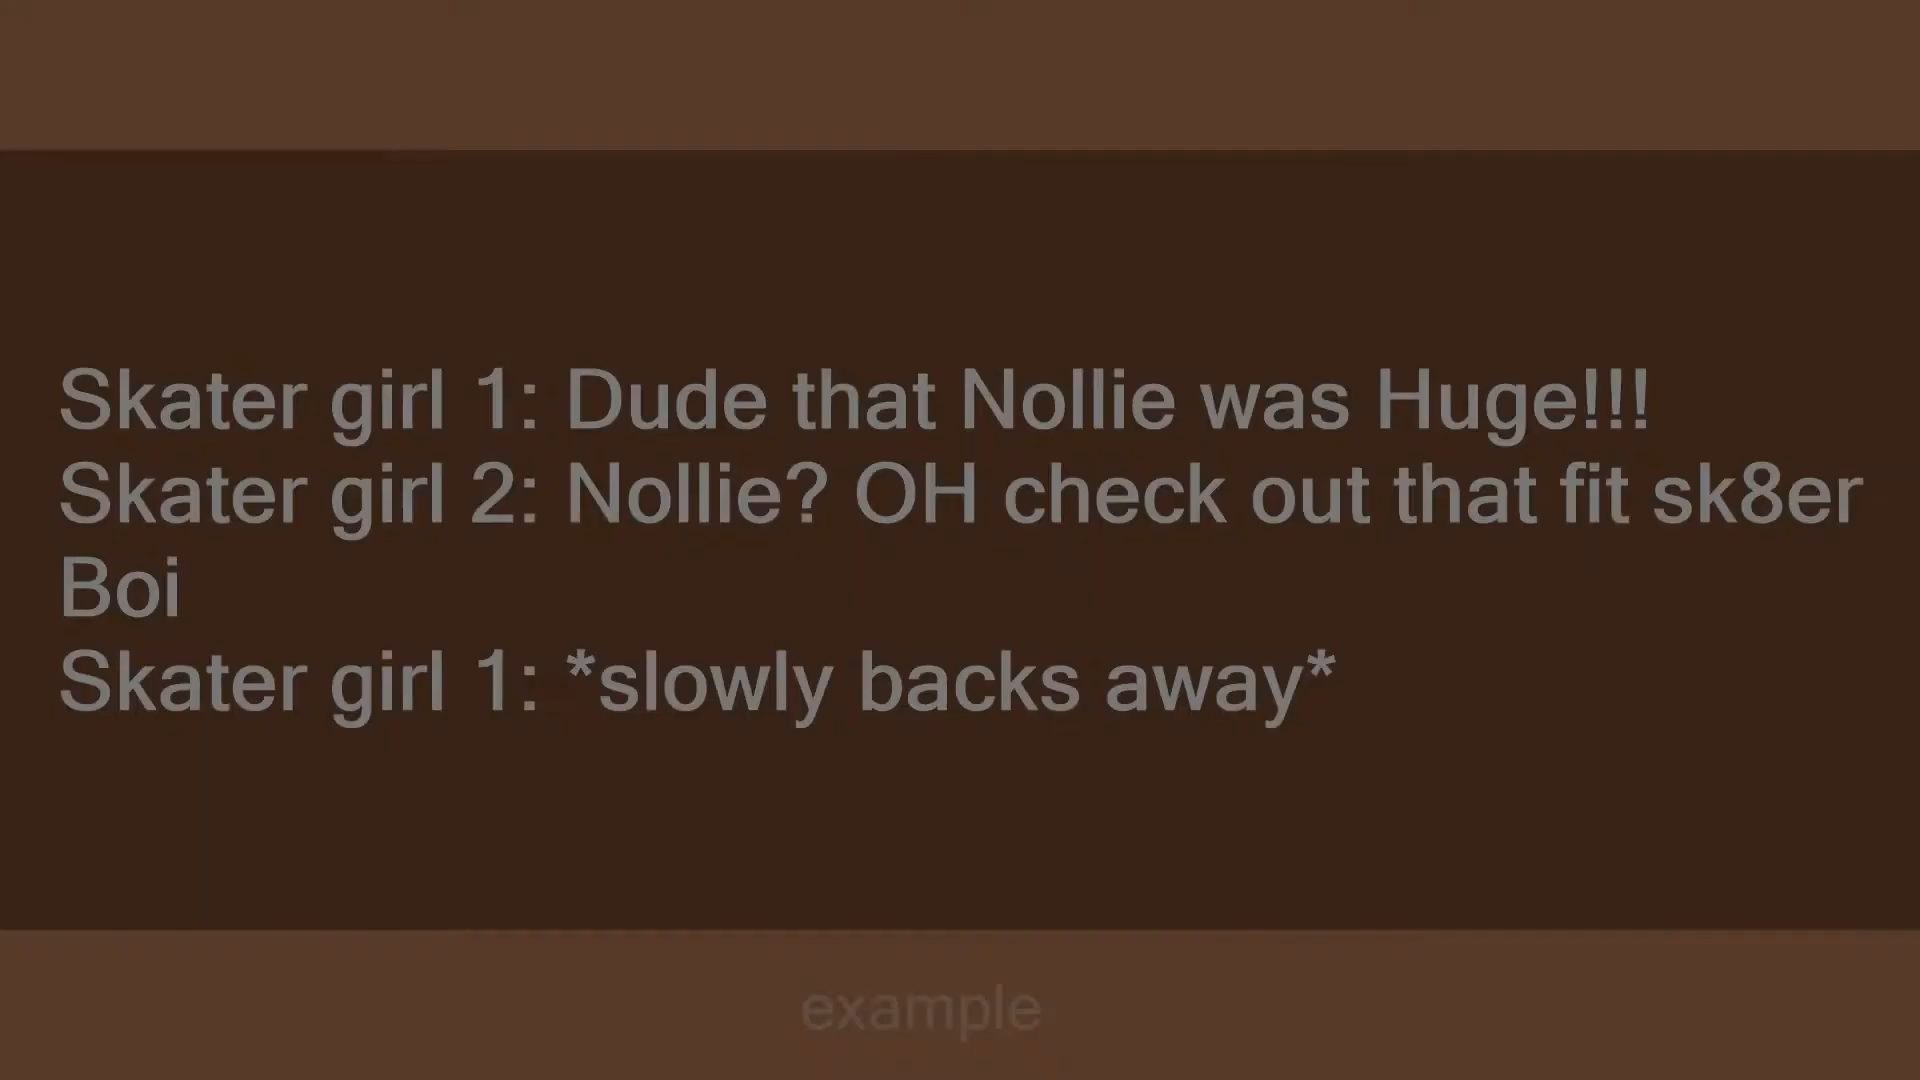 Skater girl 1: Dude that Nollie was Huge!!!
Skater girl 2: Nollie? OH check out that fit sk8er
Boi
Skater girl 1: *slowly backs away*
example